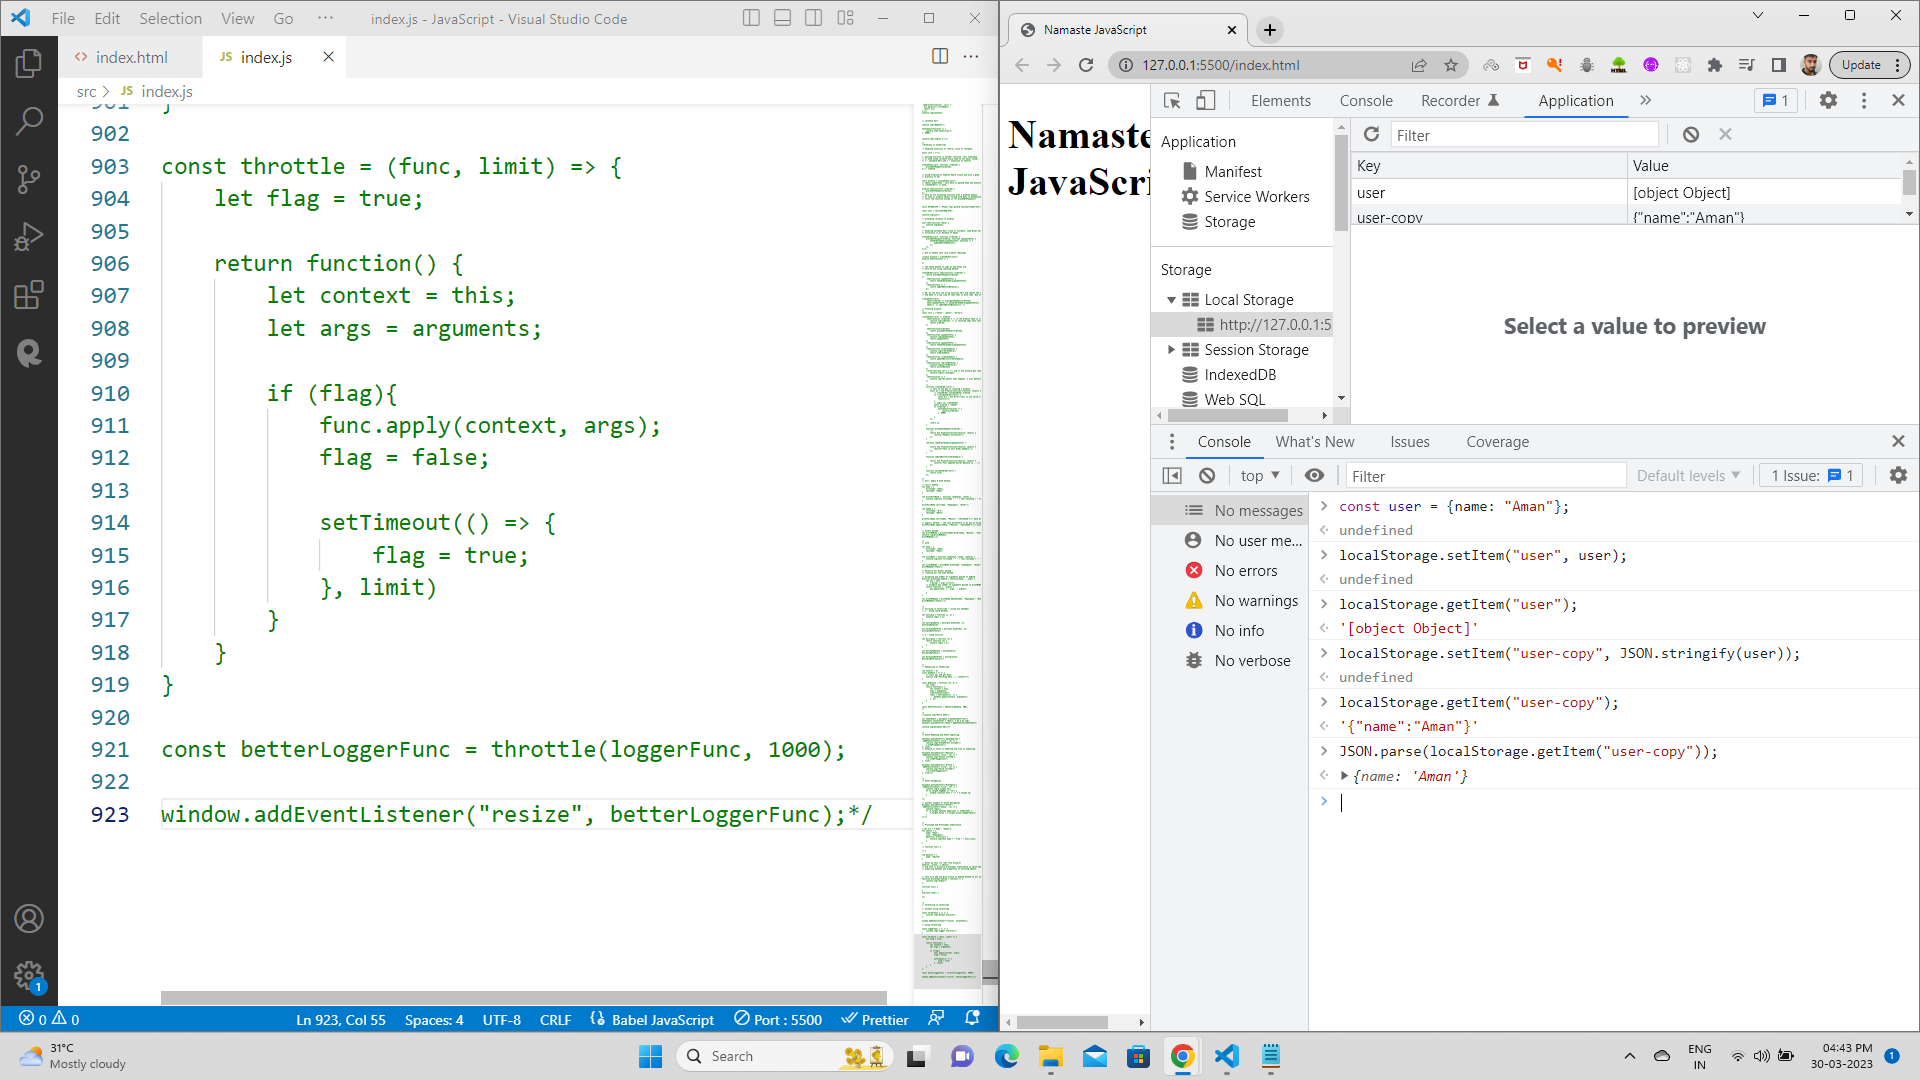 File Edit Selection View Go ··· index.js - JavaScript - Visual Studio Code
index.html
JS index.js
src > JS index.js
901 }
902
903 const throttle = (func, limit) => {
904 let flag = true;
905
906 return function() {
907 let context = this;
908 let args = arguments;
909
910 if (flag){
911 func.apply(context, args);
912 flag = false;
913
914 setTimeout(() => {
915 flag = true;
916 }, limit)
917 }
918 }
919 }
920
921 const betterLoggerFunc = throttle(loggerFunc, 1000);
922
923 window.addEventListener("resize", betterLoggerFunc);*/
1
0 0 Ln 923, Col 55 Spaces: 4 UTF-8 CRLF Babel JavaScript Port : 5500 Prettier
Namaste JavaScript
127.0.0.1:5500/index.html
Update
Namaste
JavaScri
Elements Console Recorder Application 1
Application
Manifest
Service Workers
Storage
Storage
Local Storage
http://127.0.0.1:5
Session Storage
IndexedDB
Web SQL
Filter
Key Value
user [object Object]
user-copy {"name":"Aman"}
Select a value to preview
Console What's New Issues Coverage
top Filter Default levels 1 Issue: 1
No messages
No user me...
No errors
No warnings
No info
No verbose
const user = {name: "Aman"};
undefined
localStorage.setItem("user", user);
undefined
localStorage.getItem("user");
'[object Object]'
localStorage.setItem("user-copy", JSON.stringify(user));
undefined
localStorage.getItem("user-copy");
'{"name":"Aman"}'
JSON.parse(localStorage.getItem("user-copy"));
{name: 'Aman'}
31°C
Mostly cloudy
Search
ENG
IN
04:43 PM
30-03-2023
1